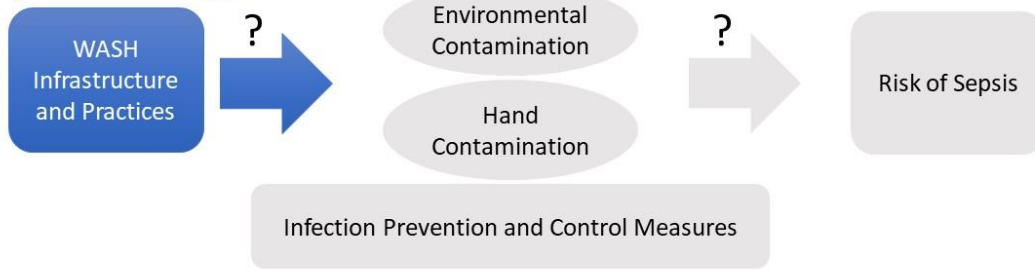 WASH
Infrastructure
and Practices
?
Environmental
Contamination
Hand
Contamination
?
Risk of Sepsis
Infection Prevention and Control Measures